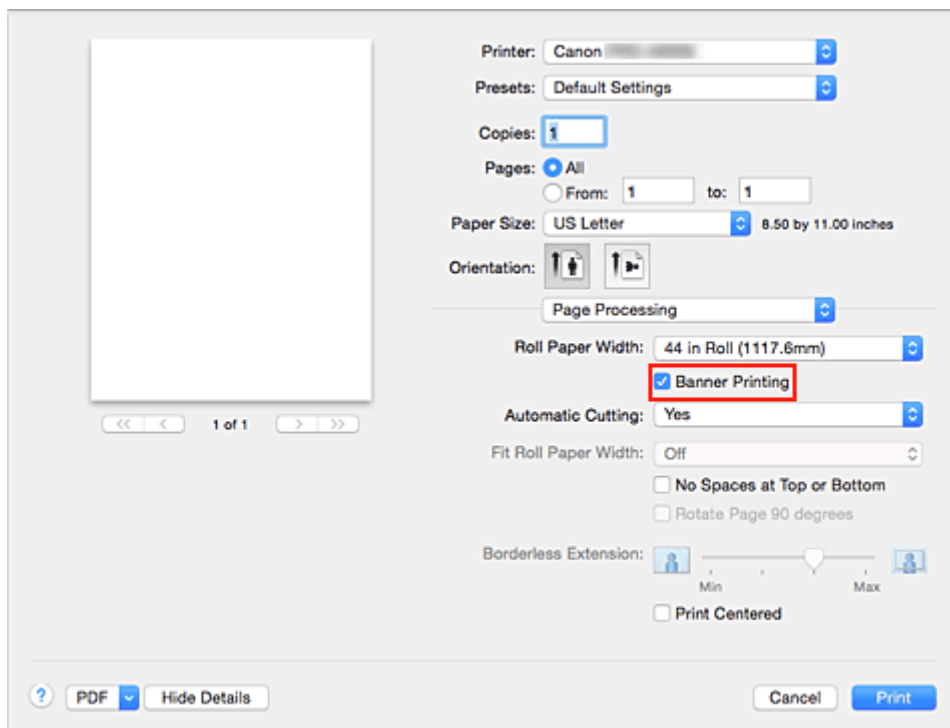 Printer: Canon
Presets: Default Settings
Copies: 1
Pages: All
From: 1 to: 1
Paper Size: US Letter 8.50 by 11.00 inches
Orientation:
Page Processing
Roll Paper Width: 44 in Roll (1117.6mm)
Banner Printing
1 of 1
Automatic Cutting: Yes
Fit Roll Paper Width: Off
No Spaces at Top or Bottom
Rotate Page 90 degrees
Borderless Extension:
Min Max
Print Centered
? PDF Hide Details Cancel Print